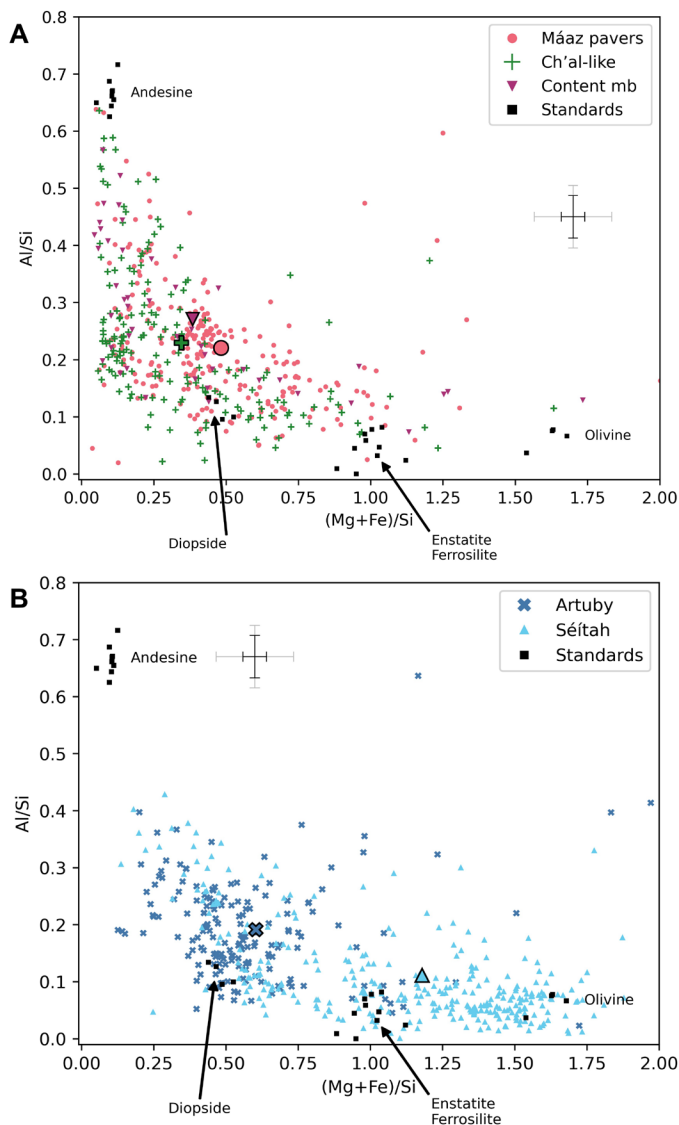 A
0.8
0.7
0.6
0.5
0.4
0.3
0.2
0.1
0.0
Al/Si
Máaz pavers
Ch'al-like
Content mb
Standards
Andesine
Olivine
0.00
0.25
0.50
0.75
1.00
1.25
1.50
1.75
2.00
(Mg+Fe)/Si
Diopside
Enstatite
Ferrosilite
B
0.8
0.7
0.6
0.5
0.4
0.3
0.2
0.1
0.0
Al/Si
Artuby
Séítah
Standards
Andesine
Olivine
0.00
0.25
0.50
0.75
1.00
1.25
1.50
1.75
2.00
(Mg+Fe)/Si
Diopside
Enstatite
Ferrosilite